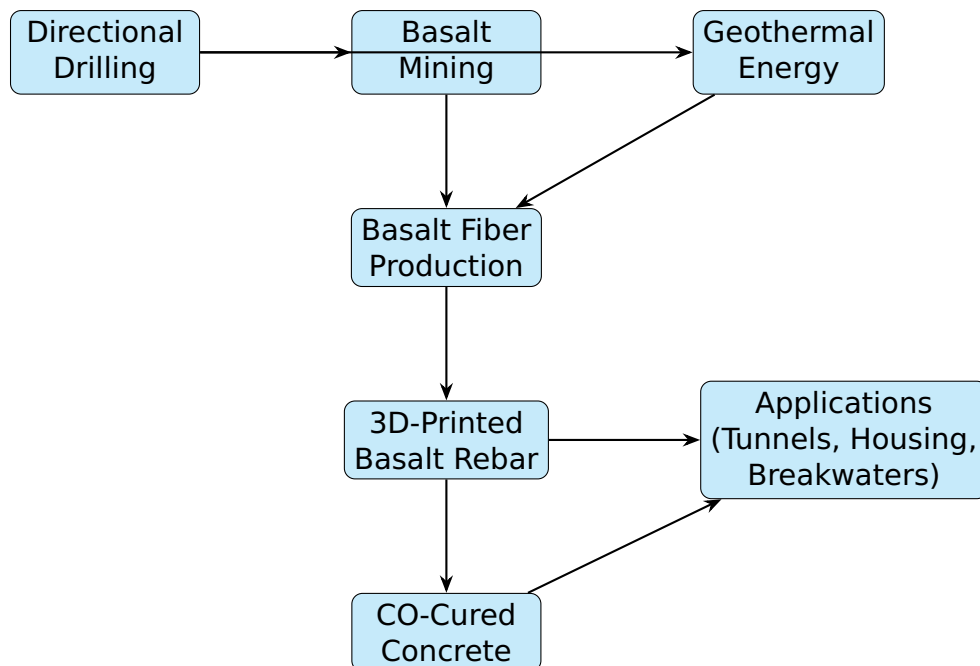 Directional
Drilling
Basalt
Mining
Geothermal
Energy
Basalt Fiber
Production
3D-Printed
Basalt Rebar
Applications
(Tunnels, Housing,
Breakwaters)
CO-Cured
Concrete